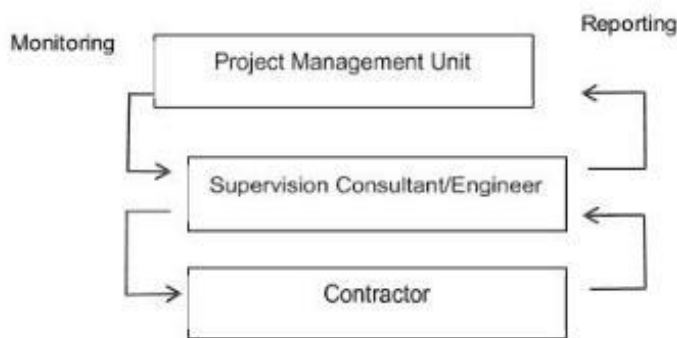 Monitoring
Reporting
Project Management Unit
Supervision Consultant/Engineer
Contractor